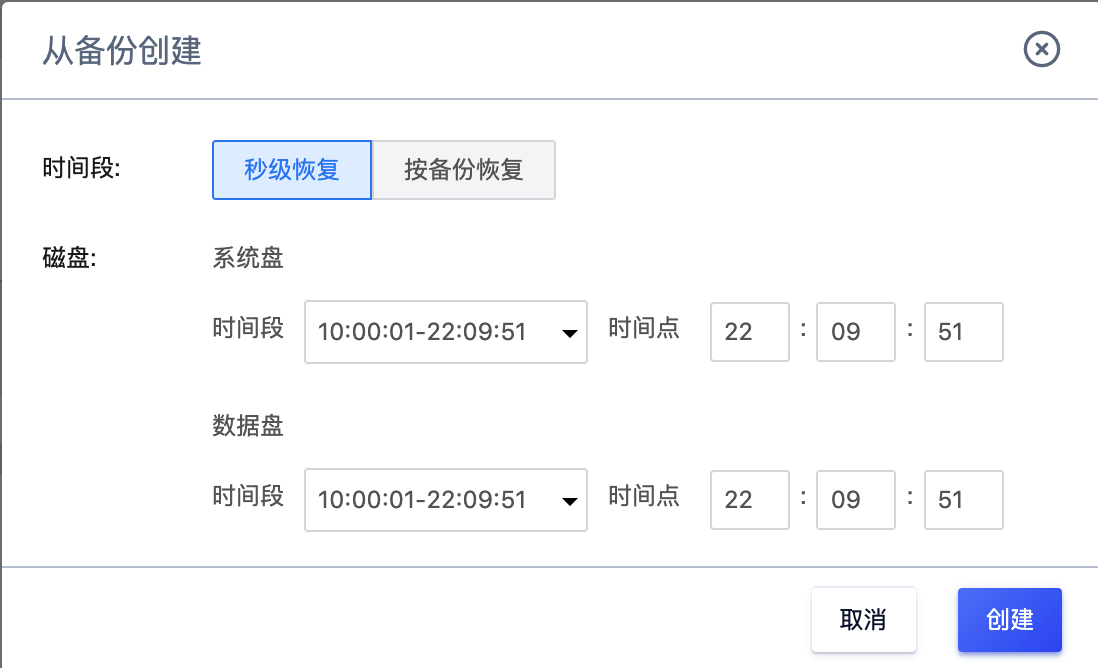 从备份创建
时间段: 秒级恢复 按备份恢复
磁盘: 系统盘
时间段 10:00:01-22:09:51 时间点 22 : 09 : 51
数据盘
时间段 10:00:01-22:09:51 时间点 22 : 09 : 51
取消 创建